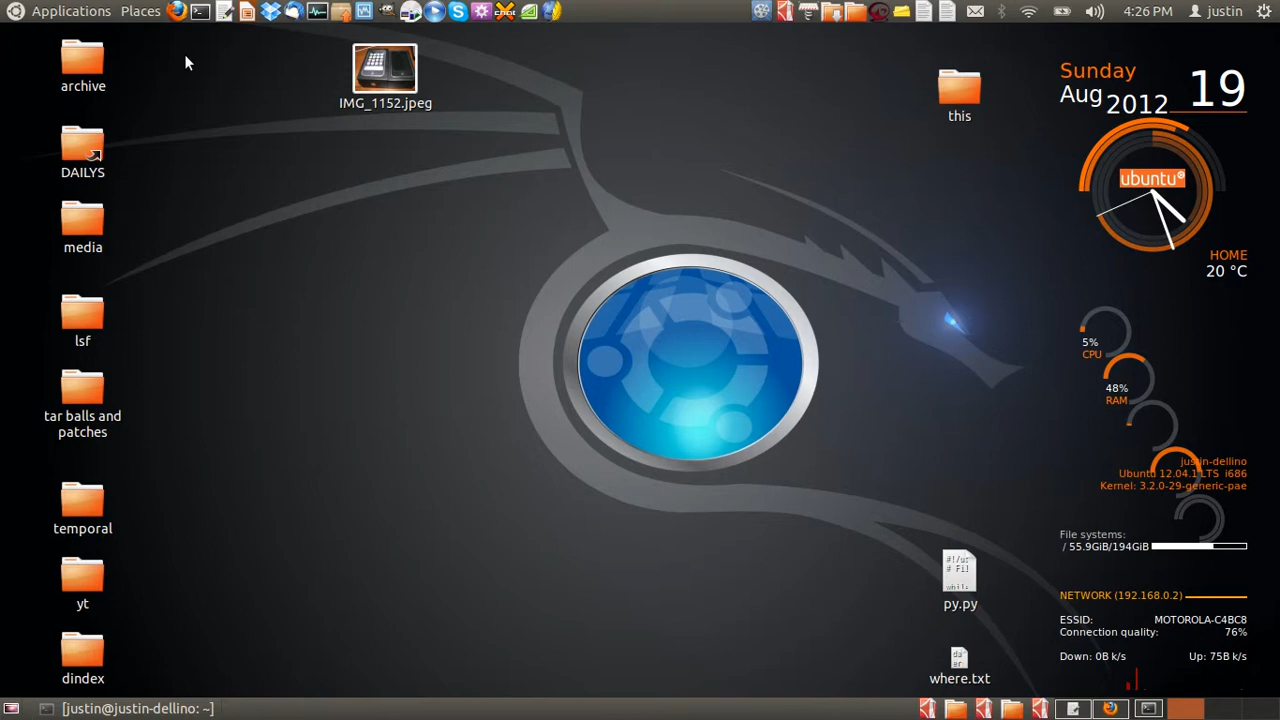 Applications Places
4:26 PM justin
archive
DAILYS
media
lsf
tar balls and
patches
temporal
yt
dindex
IMG_1152.jpeg
this
py.py
where.txt
Sunday
Aug 2012 19
ubuntu®
HOME
20 °C
5%
CPU
48%
RAM
justin-dellino
Ubuntu 12.04.1 LTS i686
Kernel: 3.2.0-29-generic-pae
File systems:
/ 55.9GiB/194GiB
NETWORK (192.168.0.2)
ESSID: MOTOROLA-C4BC8
Connection quality: 76%
Down: 0B k/s Up: 75B k/s
[justin@justin-dellino: ~]